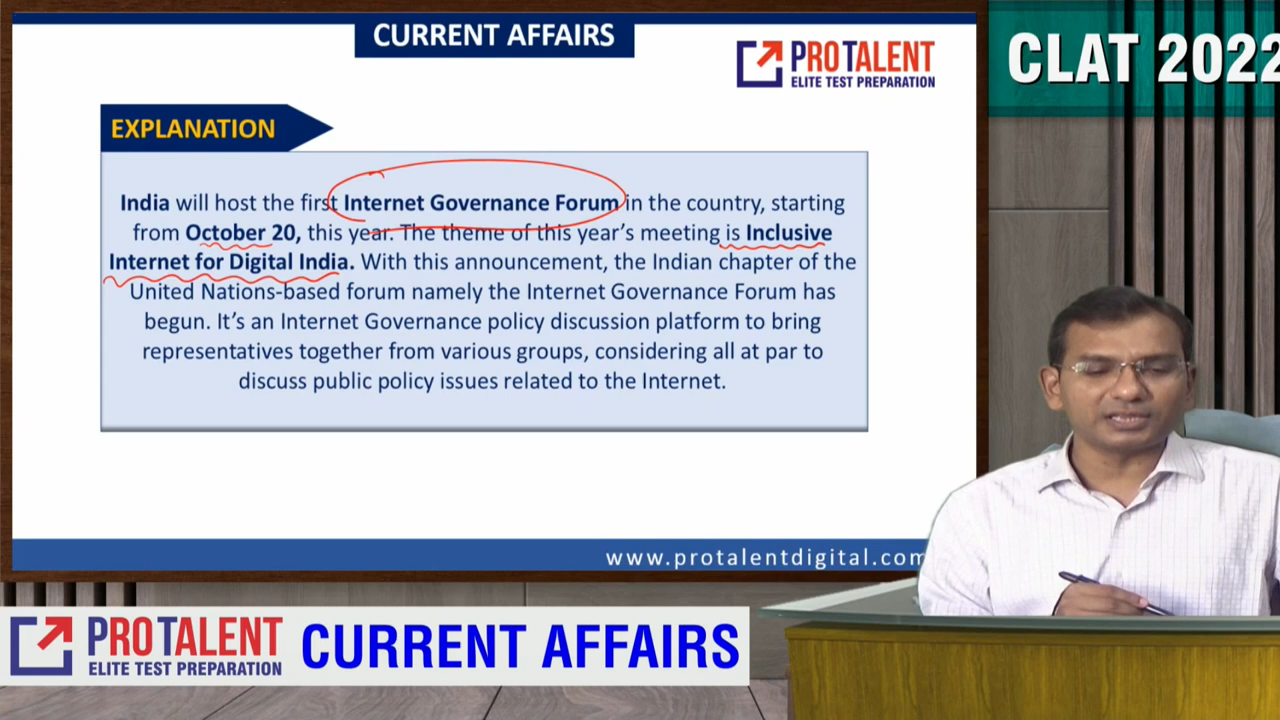 CURRENT AFFAIRS
PROTALENT
ELITE TEST PREPARATION
CLAT 2022
EXPLANATION
India will host the first Internet Governance Forum in the country, starting
from October 20, this year. The theme of this year's meeting is Inclusive
Internet for Digital India. With this announcement, the Indian chapter of the
United Nations-based forum namely the Internet Governance Forum has
begun. It's an Internet Governance policy discussion platform to bring
representatives together from various groups, considering all at par to
discuss public policy issues related to the Internet.
www.protalentdigital.com
PROTALENT
ELITE TEST PREPARATION
CURRENT AFFAIRS